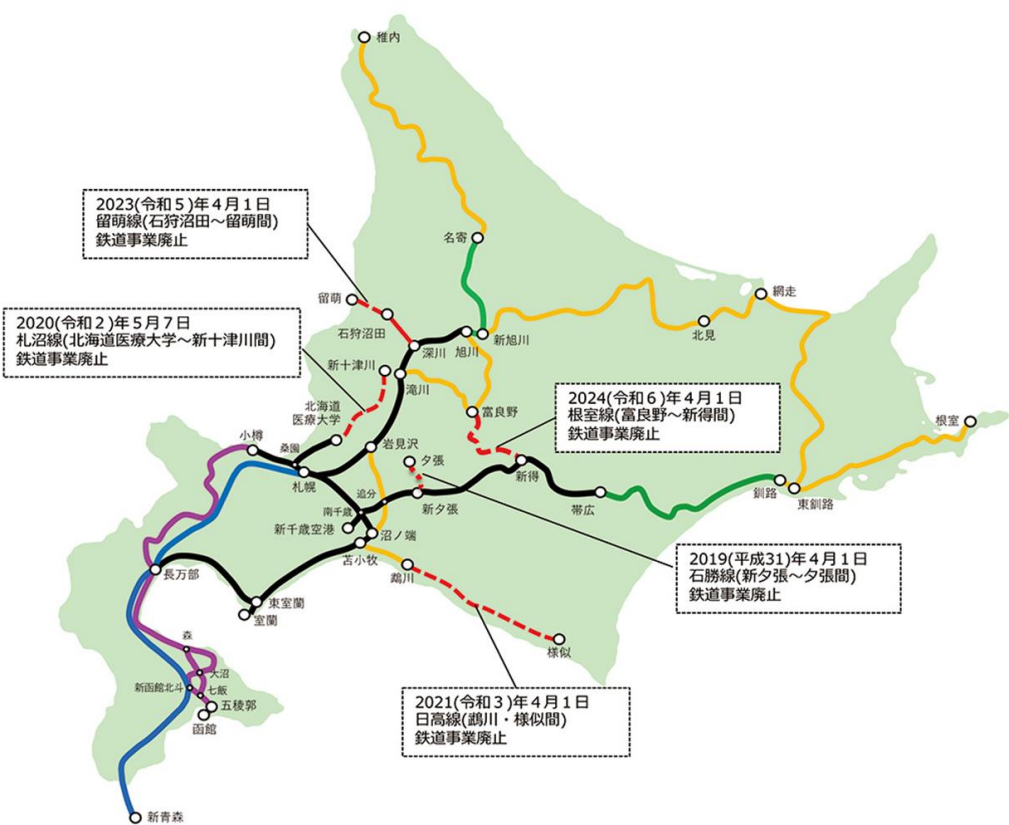 稚内
2023(令和５)年４月１日
留萌線(石狩沼田～留萌間)
鉄道事業廃止
名寄
留萌
石狩沼田
網走
北見
2020(令和２)年５月７日
札沼線(北海道医療大学～新十津川間)
鉄道事業廃止
深川
旭川
新旭川
新十津川
滝川
2024(令和６)年４月１日
根室線(富良野～新得間)
鉄道事業廃止
北海道
医療大学
富良野
根室
小樽
桑園
岩見沢
夕張
新得
札幌
追分
新夕張
帯広
釧路
東釧路
南千歳
新千歳空港
沼ノ端
苫小牧
2019(平成31)年４月１日
石勝線(新夕張～夕張間)
鉄道事業廃止
長万部
鵡川
東室蘭
室蘭
様似
森
大沼
新函館北斗
七飯
五稜郭
函館
2021(令和３)年４月１日
日高線(鵡川・様似間)
鉄道事業廃止
新青森